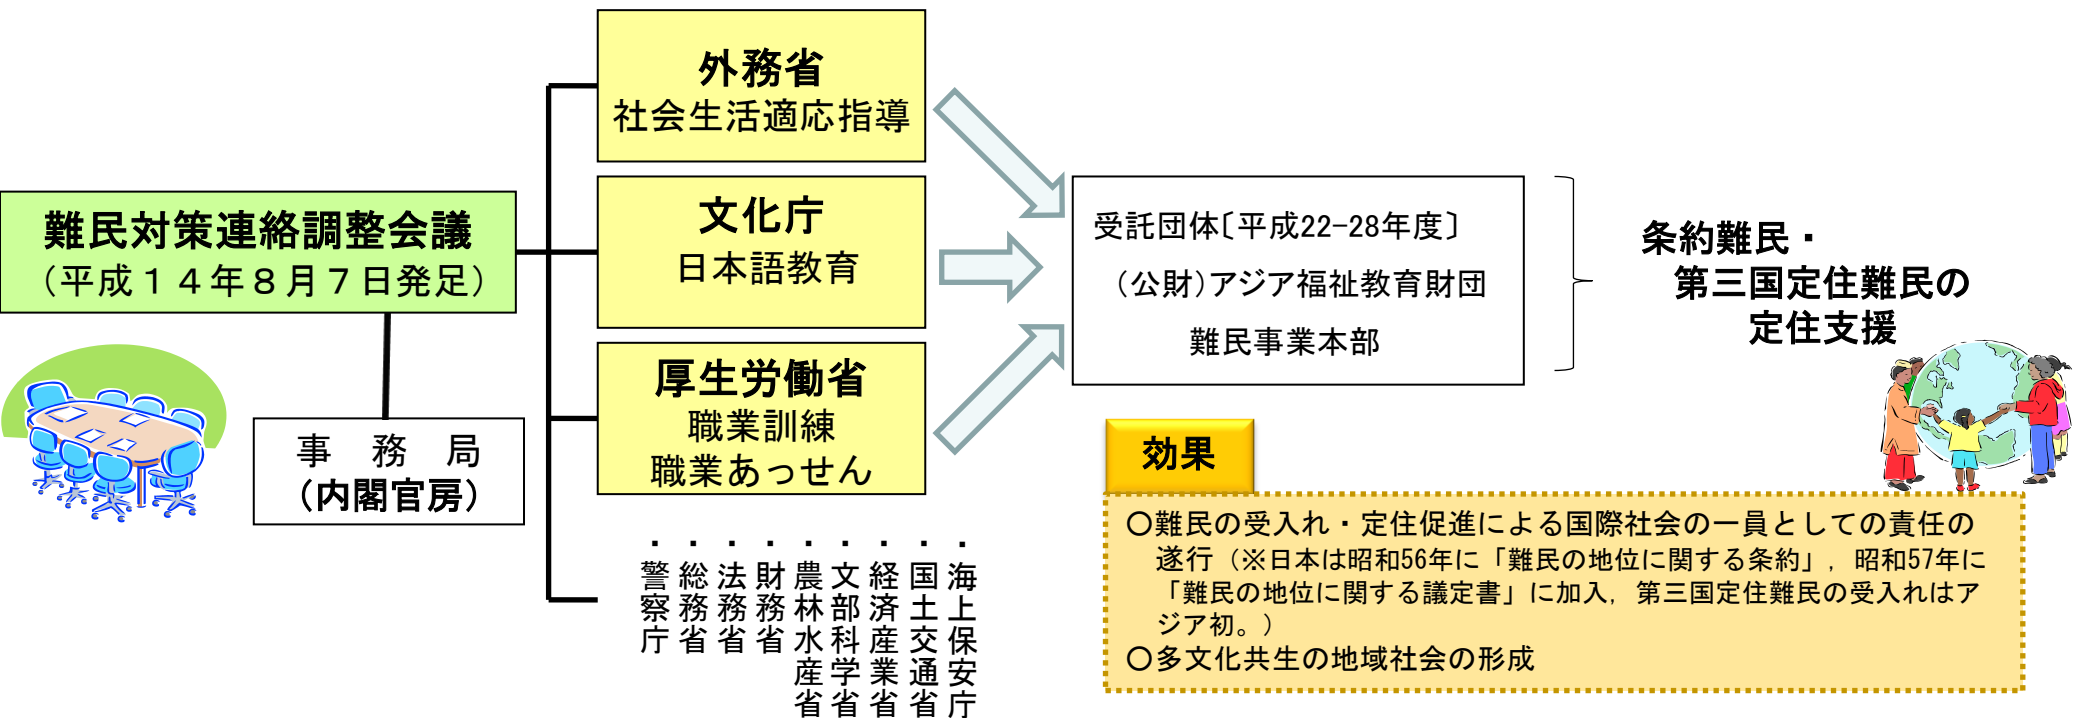 難民対策連絡調整会議
（平成１４年８月７日発足）
事　務　局
（内閣官房）
外務省
社会生活適応指導
文化庁
日本語教育
厚生労働省
職業訓練
職業あっせん
・警察庁
・総務省
・法務省
・財務省
・農林水産省
・文部科学省
・経済産業省
・国土交通省
・海上保安庁
受託団体〔平成22-28年度〕
（公財）アジア福祉教育財団
難民事業本部
条約難民・
第三国定住難民の
定住支援
効果
○難民の受入れ・定住促進による国際社会の一員としての責任の
遂行（※日本は昭和56年に「難民の地位に関する条約」，昭和57年に
「難民の地位に関する議定書」に加入，第三国定住難民の受入れはア
ジア初。）
○多文化共生の地域社会の形成